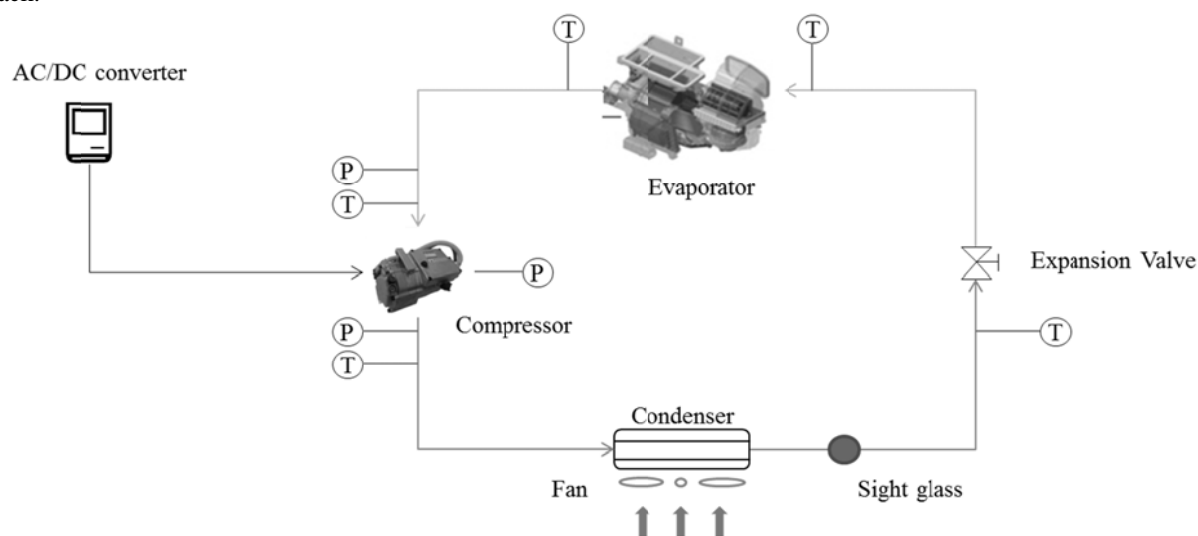 T
T
AC/DC converter
P
Evaporator
T
Expansion Valve
P
P
Compressor
T
T
Condenser
Fan
Sight glass